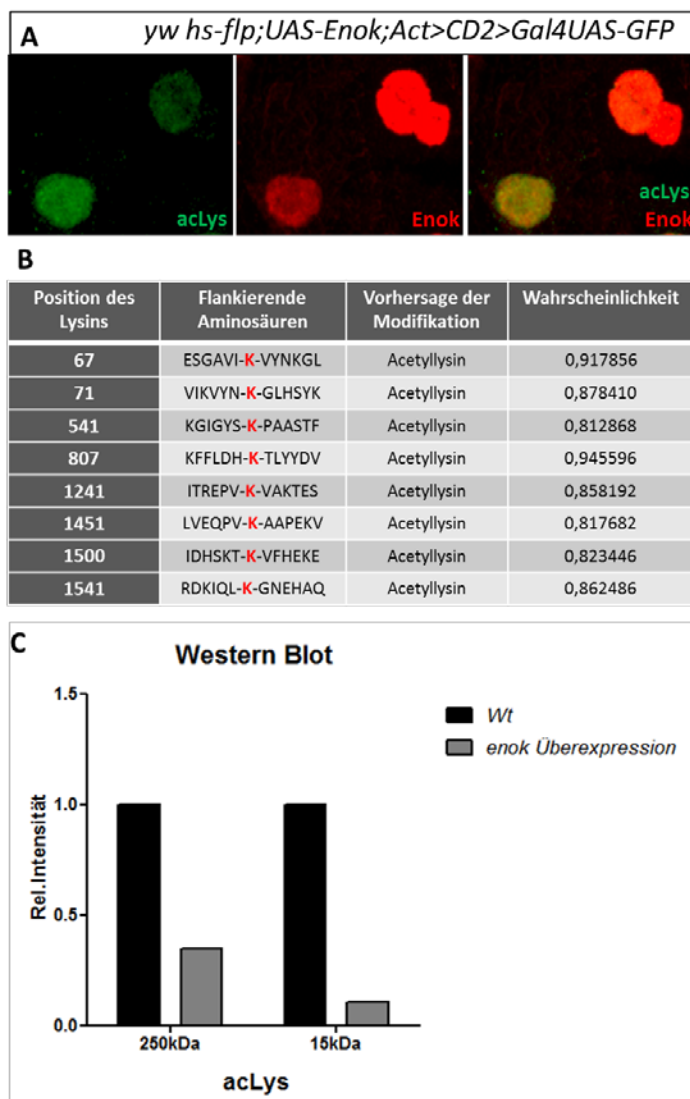 A
yw hs-flp;UAS-Enok;Act>CD2>Gal4UAS-GFP
acLys
Enok
acLys
Enok
B
Position des Lysins Flankierende Aminosäuren Vorhersage der Modifikation Wahrscheinlichkeit
67 ESGAVI-K-VYNKGL Acetyllysin 0,917856
71 VIKVYN-K-GLHSYK Acetyllysin 0,878410
541 KGIGYS-K-PAASTF Acetyllysin 0,812868
807 KFFLDH-K-TLYYDV Acetyllysin 0,945596
1241 ITREPV-K-VAKTES Acetyllysin 0,858192
1451 LVEQPV-K-AAPEKV Acetyllysin 0,817682
1500 IDHSKT-K-VFHEKE Acetyllysin 0,823446
1541 RDKIQL-K-GNEHAQ Acetyllysin 0,862486
C
Western Blot
1.5
1.0
0.5
0.0
Rel.Intensität
250kDa 15kDa
acLys
Wt
enok Überexpression